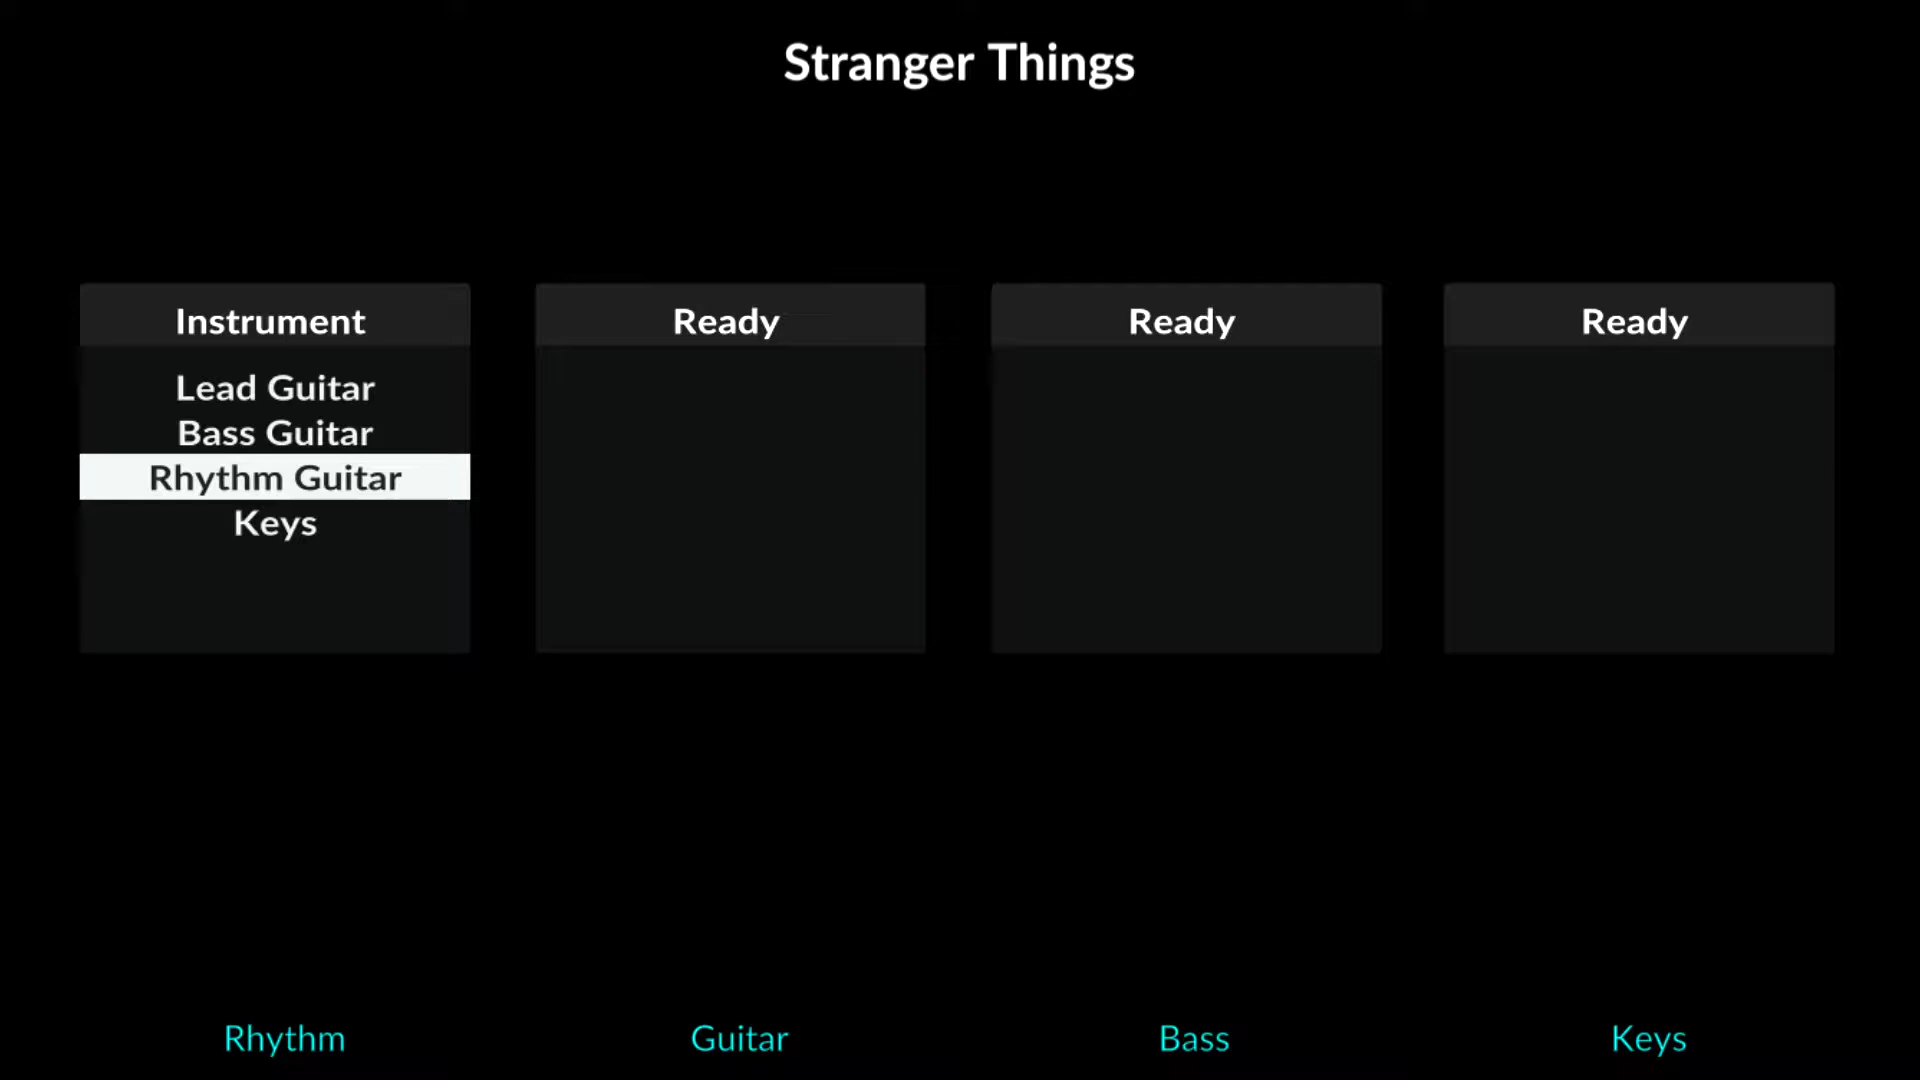 Stranger Things
Instrument
Lead Guitar
Bass Guitar
Rhythm Guitar
Keys
Ready
Ready
Ready
Rhythm
Guitar
Bass
Keys